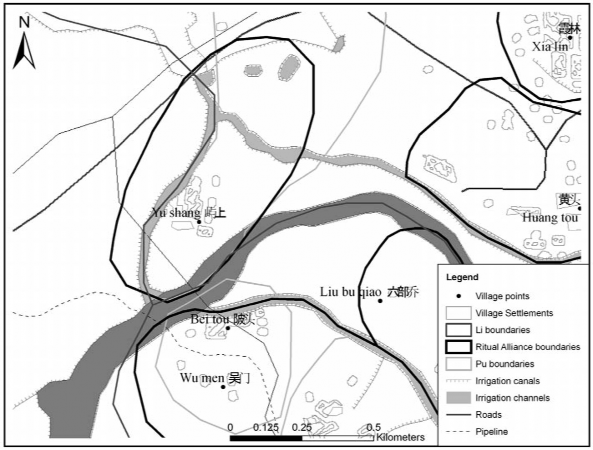 N
霞林
Xia lin
Yu shang 屿上
黄头
Huang tou
Liu bu qiao 六部乔
Bei tou 陂头
Wu men 吴门
0 0.125 0.25 0.5
Kilometers
Legend
Village points
Village Settlements
Li boundaries
Ritual Alliance boundaries
Pu boundaries
Irrigation canals
Irrigation channels
Roads
Pipeline